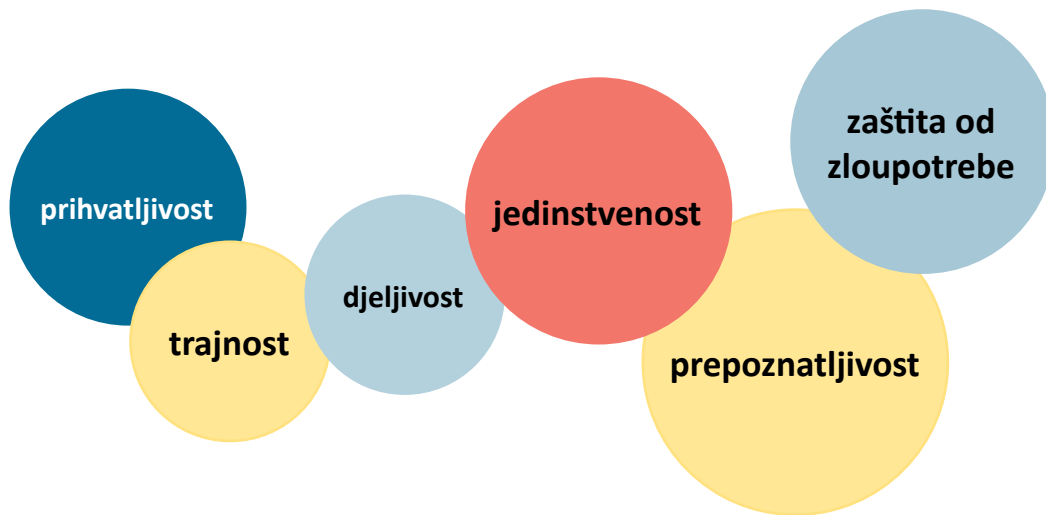 prihvatljivost
trajnost
djeljivost
jedinstvenost
prepoznatljivost
zaštita od
zloupotrebe